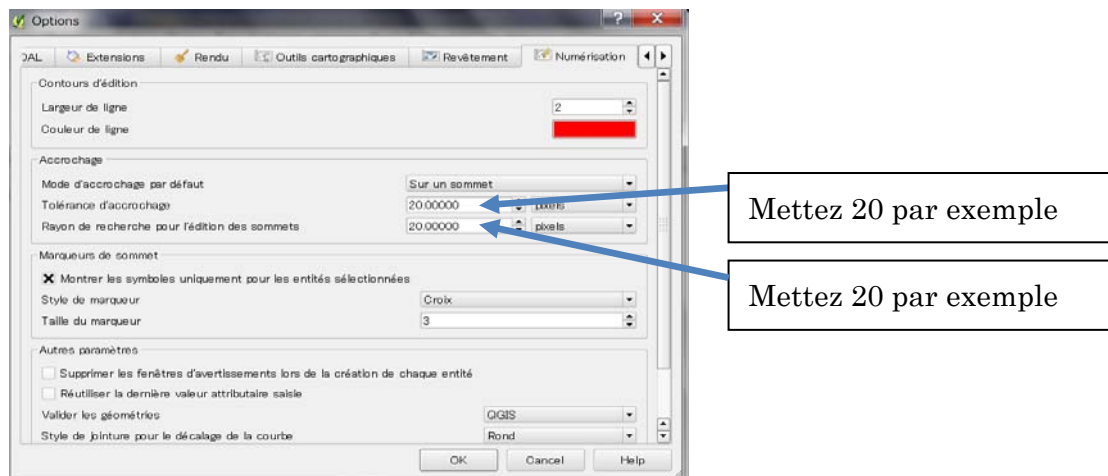 Options
DAL Extensions Rendu Outils cartographiques Revêtement Numérisation
Contours d'édition
Largeur de ligne 2
Couleur de ligne
Accrochage
Mode d'accrochage par défaut Sur un sommet
Tolérance d'accrochage 20.00000 pixels
Mettez 20 par exemple
Rayon de recherche pour l'édition des sommets 20.00000 pixels
Mettez 20 par exemple
Marqueurs de sommet
Montrer les symboles uniquement pour les entités sélectionnées
Style de marqueur Croix
Taille du marqueur 3
Autres paramètres
Supprimer les fenêtres d'avertissements lors de la création de chaque entité
Réutiliser la dernière valeur attributaire saisie
Valider les géométries QGIS
Style de jointure pour le décalage de la courbe Rond
OK Cancel Help